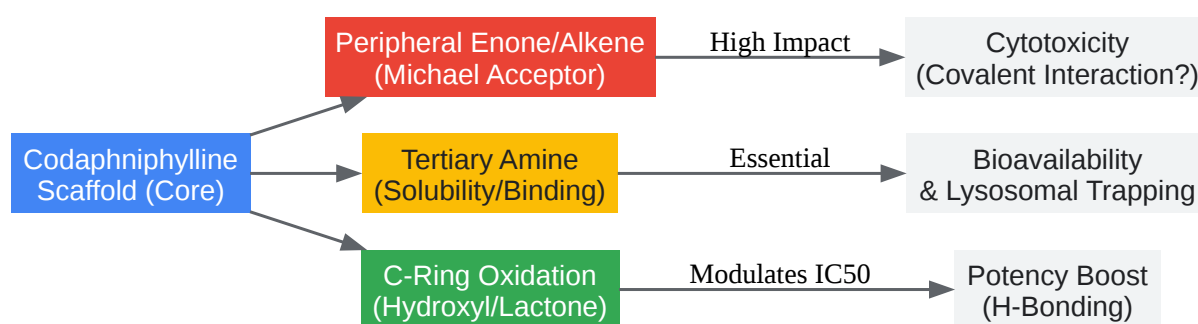 Peripheral Enone/Alkene
(Michael Acceptor)
High Impact
Cytotoxicity
(Covalent Interaction?)
Codaphniphylline
Scaffold (Core)
Tertiary Amine
(Solubility/Binding)
Essential
Bioavailability
& Lysosomal Trapping
C-Ring Oxidation
(Hydroxyl/Lactone)
Modulates IC50
Potency Boost
(H-Bonding)